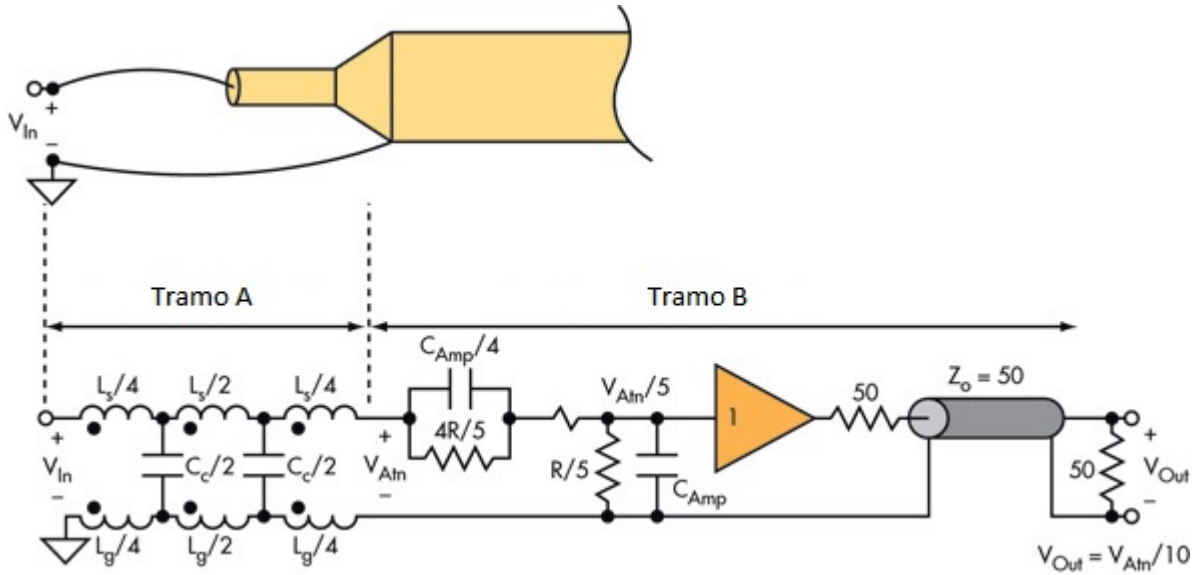 +
V_In
−
Tramo A
Tramo B
C_Amp/4
L_s/4 L_s/2 L_s/4
V_Atn/5
50
Z_o = 50
1
+
V_In
−
C_c/2 C_c/2
+
V_Atn
−
4R/5
R/5
C_Amp
50
+
V_Out
−
L_g/4 L_g/2 L_g/4
V_Out = V_Atn/10